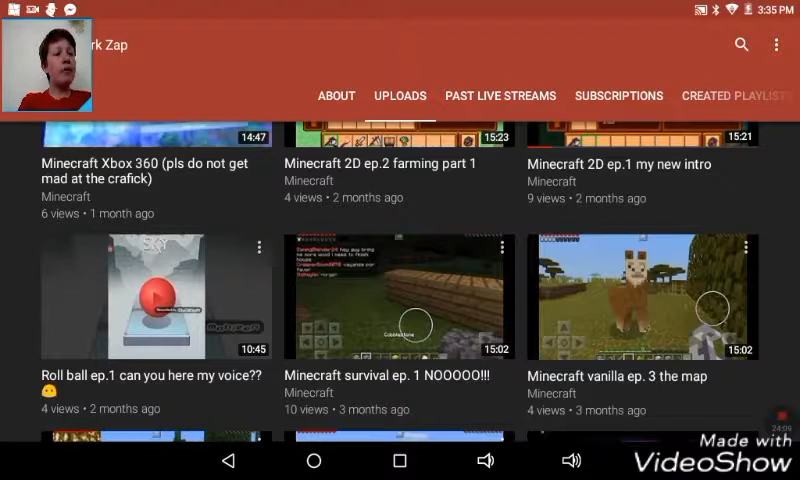 3:35 PM
rk Zap
ABOUT UPLOADS PAST LIVE STREAMS SUBSCRIPTIONS CREATED PLAYLISTS
14:47
15:23
15:21
Minecraft Xbox 360 (pls do not get
mad at the crafick)
Minecraft
6 views • 1 month ago
Minecraft 2D ep.2 farming part 1
Minecraft
4 views • 2 months ago
Minecraft 2D ep.1 my new intro
Minecraft
9 views • 2 months ago
SKY
10:45
15:02
15:02
Roll ball ep.1 can you here my voice??
😶
4 views • 2 months ago
Minecraft survival ep. 1 NOOOOO!!!
Minecraft
10 views • 3 months ago
Minecraft vanilla ep. 3 the map
Minecraft
4 views • 3 months ago
24:09
Made with
VideoShow